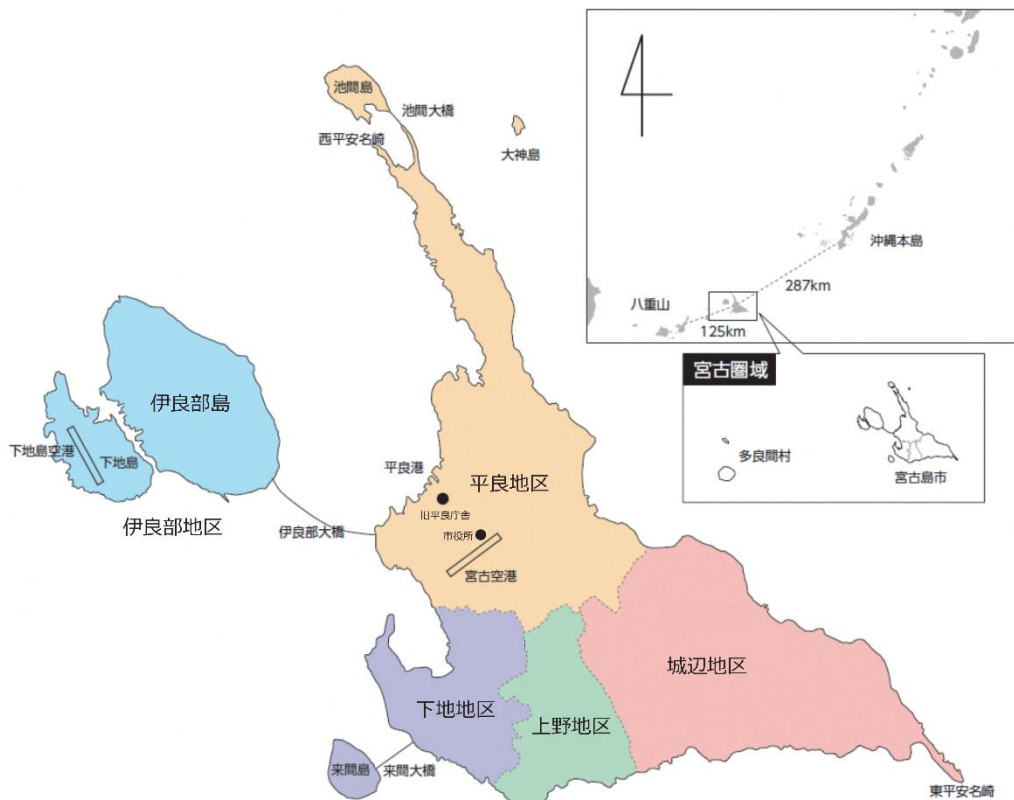 池間島
池間大橋
西平安名崎
大神島
沖縄本島
287km
八重山
125km
宮古圏域
多良間村
宮古島市
伊良部島
下地島空港
下地島
伊良部地区
伊良部大橋
平良港
平良地区
旧平良庁舎
市役所
宮古空港
城辺地区
下地地区
上野地区
来間島
来間大橋
東平安名崎